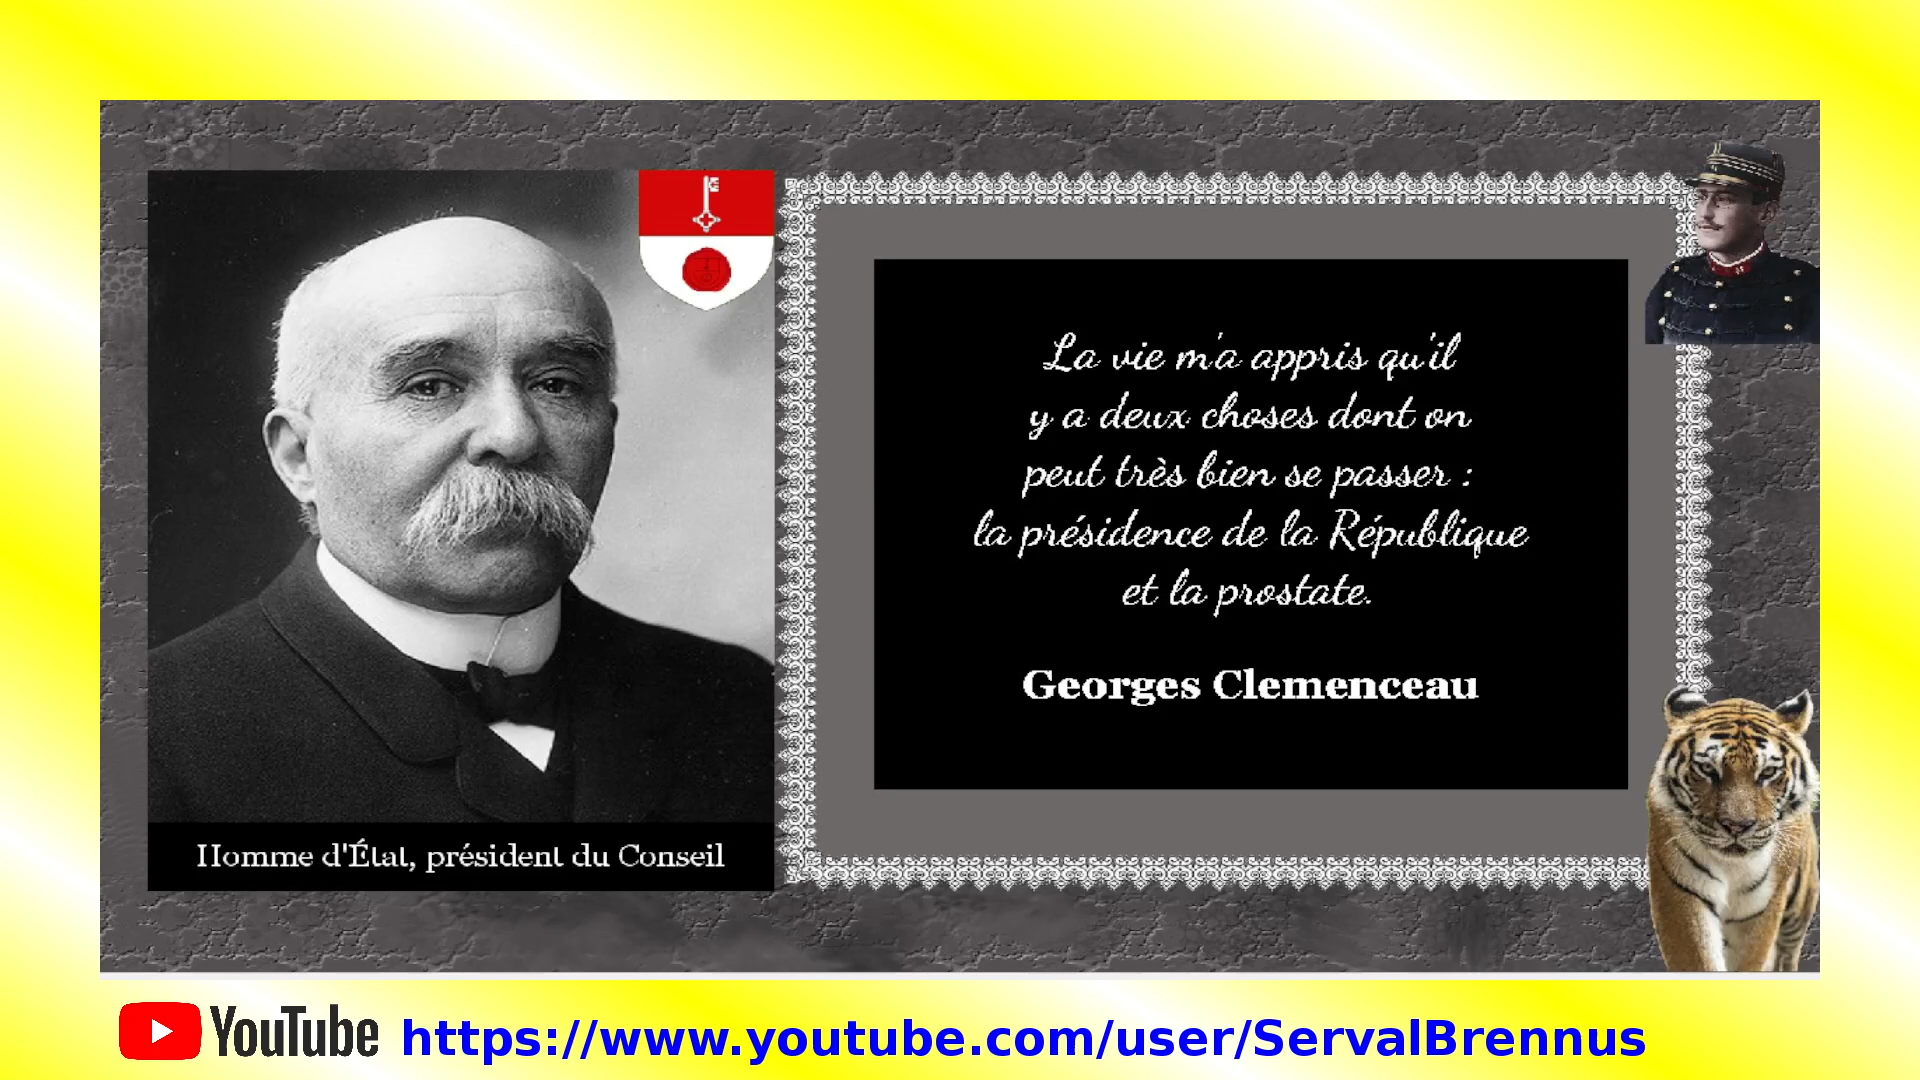 La vie m'a appris qu'il
y a deux choses dont on
peut très bien se passer :
la présidence de la République
et la prostate.
Georges Clemenceau
Homme d'État, président du Conseil
YouTube https://www.youtube.com/user/ServalBrennus